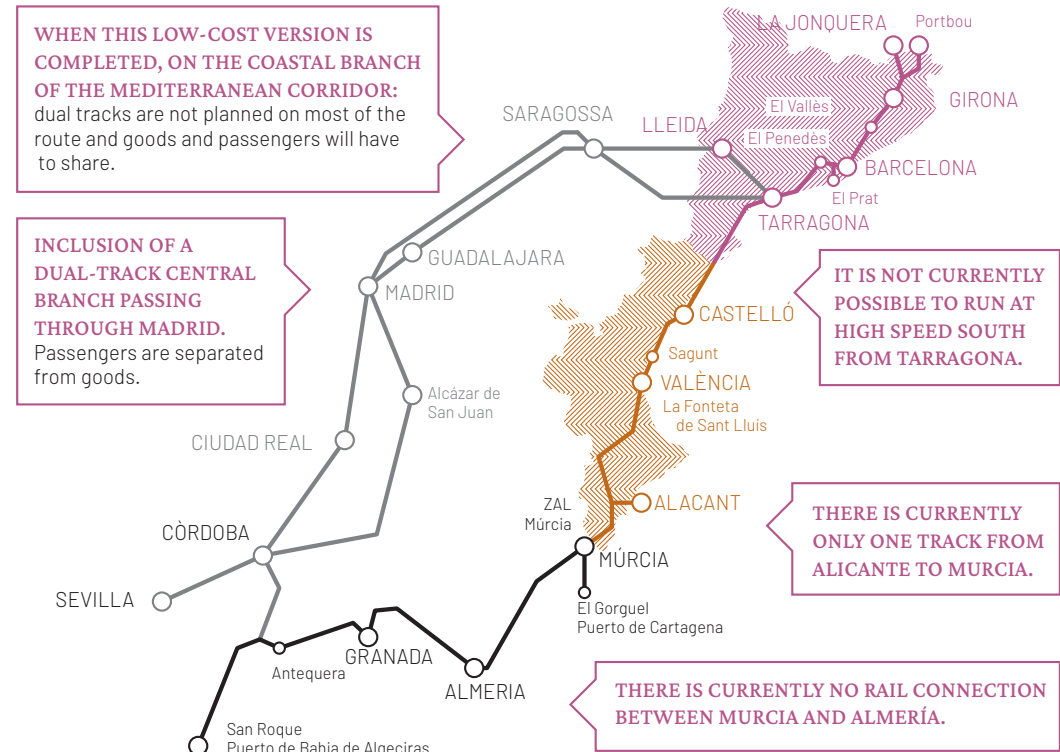 WHEN THIS LOW-COST VERSION IS
COMPLETED, ON THE COASTAL BRANCH
OF THE MEDITERRANEAN CORRIDOR:
dual tracks are not planned on most of the
route and goods and passengers will have
to share.
LA JONQUERA
Portbou
GIRONA
El Vallès
SARAGOSSA
LLEIDA
El Penedès
BARCELONA
El Prat
TARRAGONA
INCLUSION OF A
DUAL-TRACK CENTRAL
BRANCH PASSING
THROUGH MADRID.
Passengers are separated
from goods.
GUADALAJARA
MADRID
IT IS NOT CURRENTLY
POSSIBLE TO RUN AT
HIGH SPEED SOUTH
FROM TARRAGONA.
CASTELLÓ
Sagunt
VALÈNCIA
La Fonteta
de Sant Lluís
Alcázar de
San Juan
CIUDAD REAL
ALACANT
ZAL
Múrcia
THERE IS CURRENTLY
ONLY ONE TRACK FROM
ALICANTE TO MURCIA.
CÒRDOBA
MÚRCIA
SEVILLA
El Gorguel
Puerto de Cartagena
GRANADA
Antequera
ALMERIA
THERE IS CURRENTLY NO RAIL CONNECTION
BETWEEN MURCIA AND ALMERÍA.
San Roque
Puerto de Bahia de Algeciras